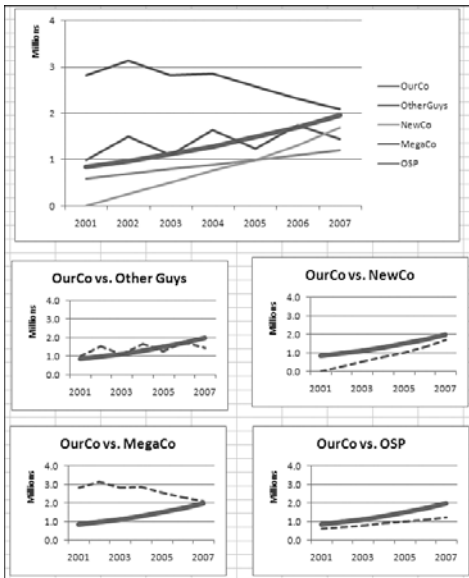 Millions
4
3
2
1
0
2001 2002 2003 2004 2005 2006 2007
OurCo
OtherGuys
NewCo
MegaCo
OSP
OurCo vs. Other Guys
Millions
4.0
3.0
2.0
1.0
0.0
2001 2003 2005 2007
OurCo vs. NewCo
Millions
4.0
3.0
2.0
1.0
0.0
2001 2003 2005 2007
OurCo vs. MegaCo
Millions
4.0
3.0
2.0
1.0
0.0
2001 2003 2005 2007
OurCo vs. OSP
Millions
4.0
3.0
2.0
1.0
0.0
2001 2003 2005 2007